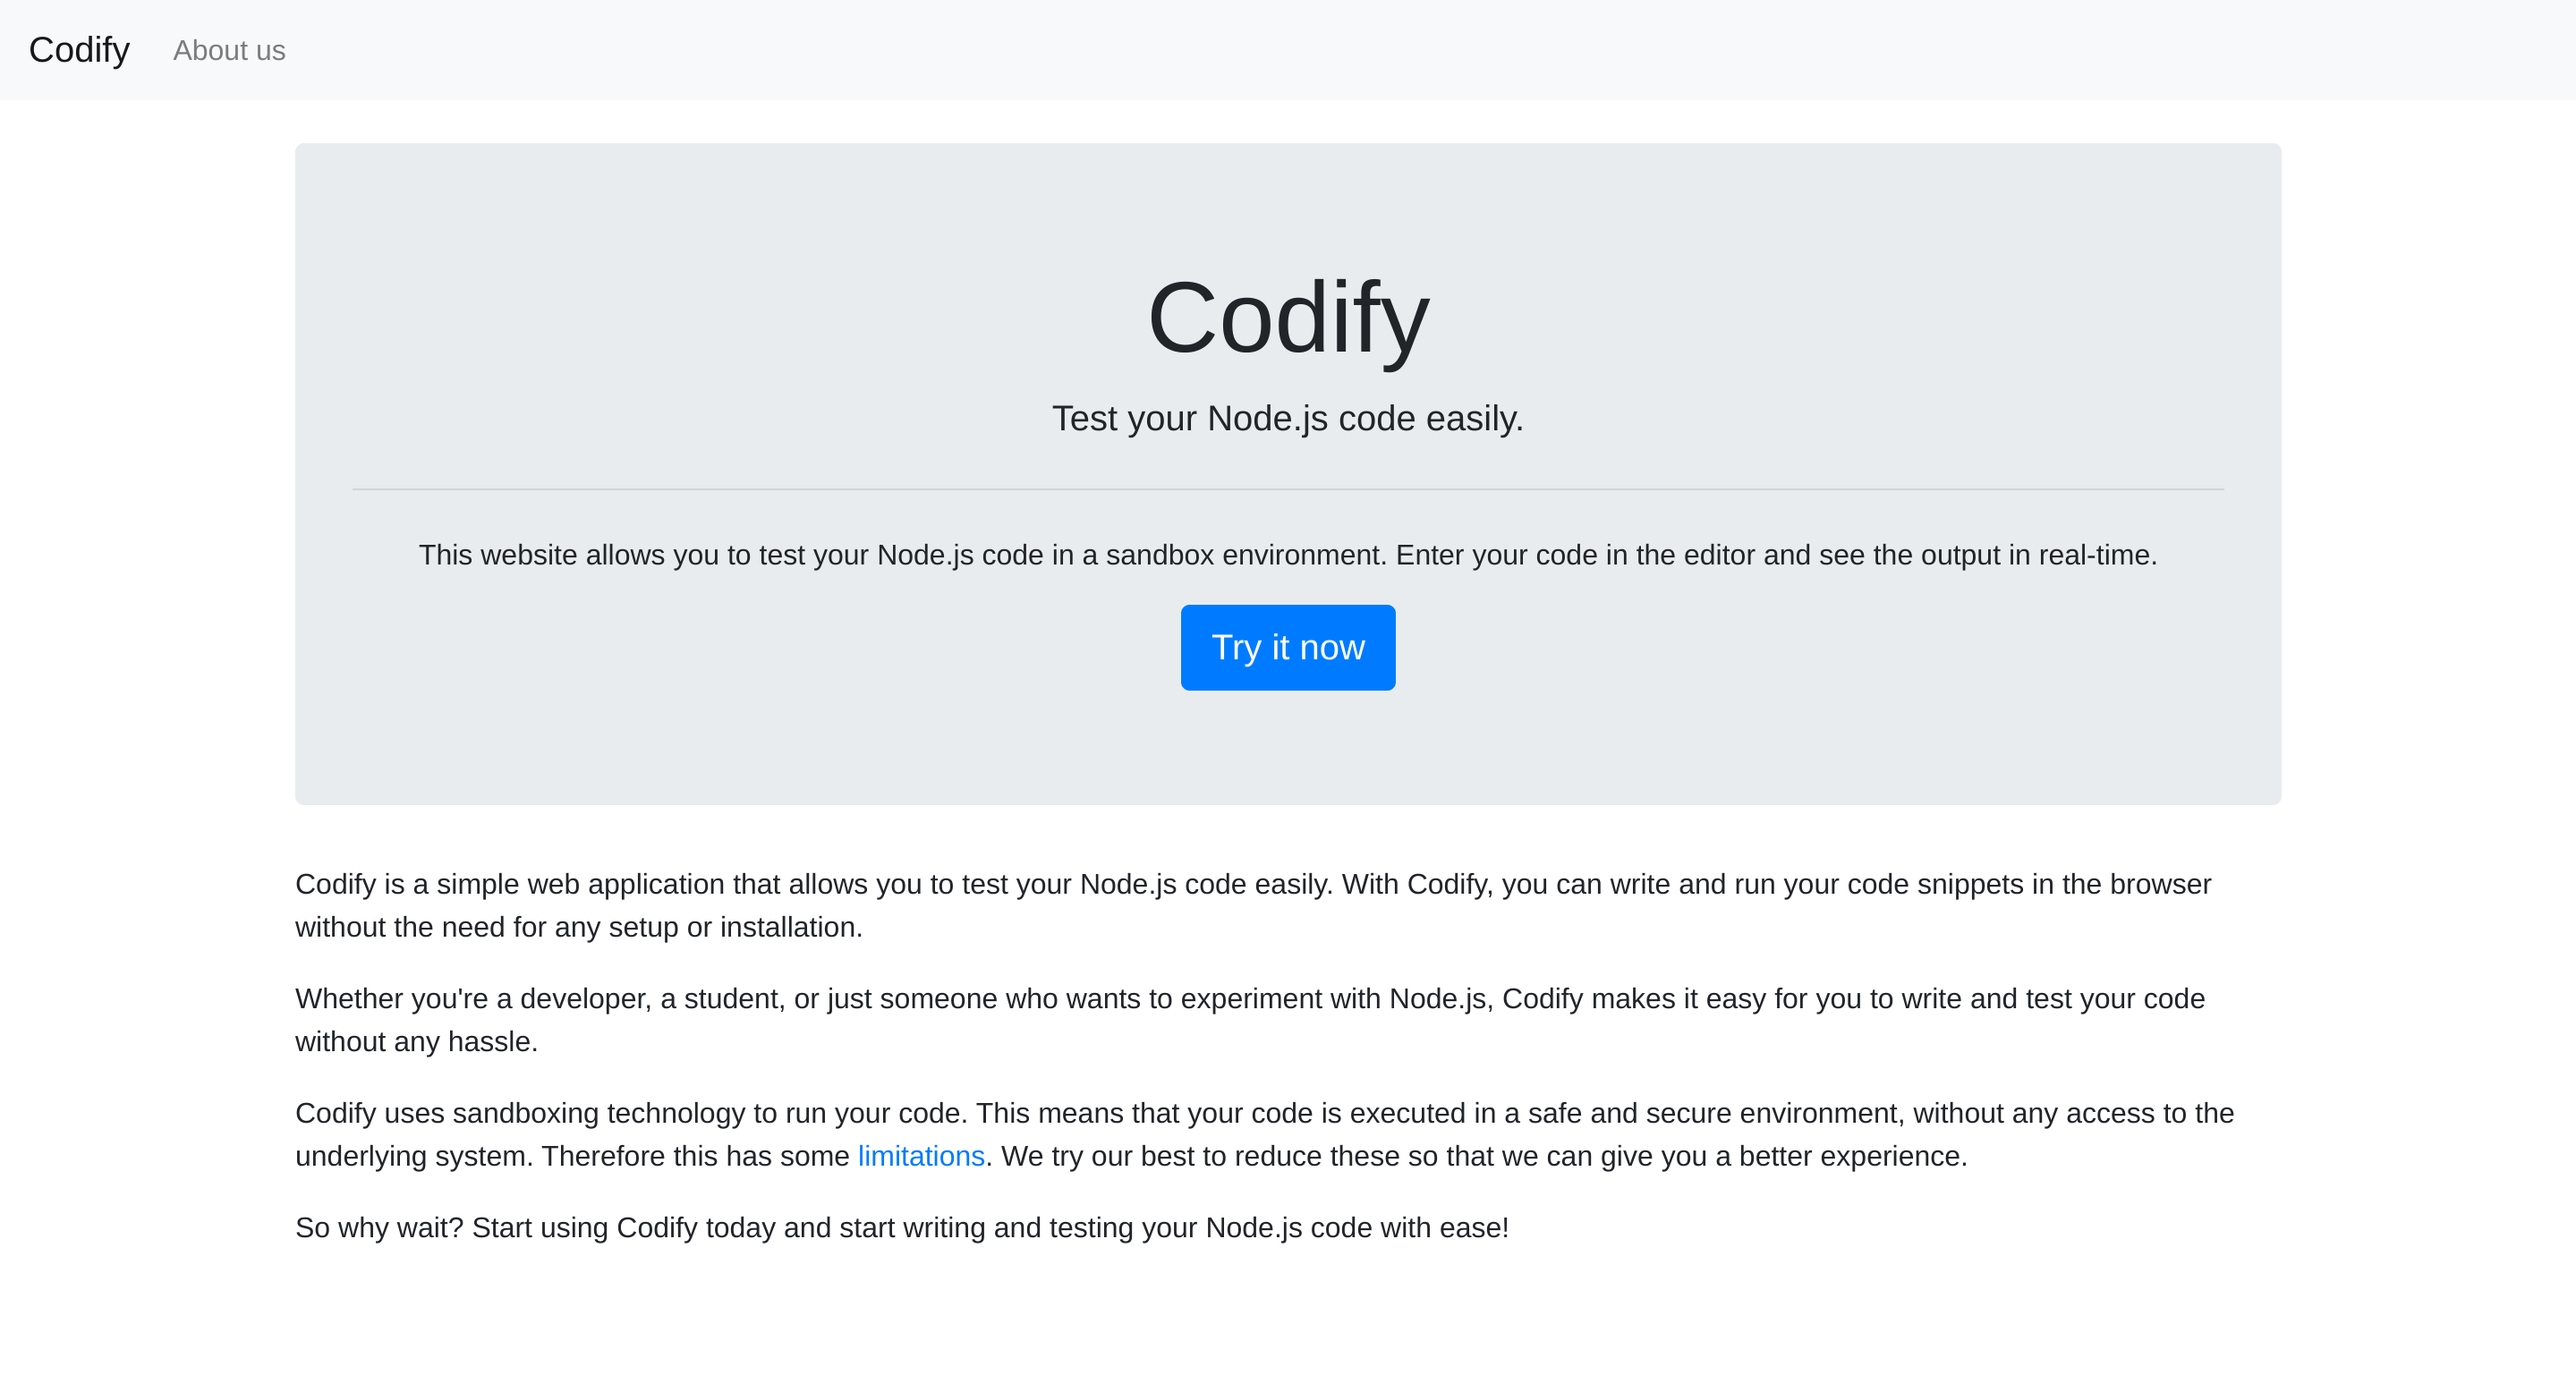 Codify About us
Codify
Test your Node.js code easily.
This website allows you to test your Node.js code in a sandbox environment. Enter your code in the editor and see the output in real-time.
Try it now
Codify is a simple web application that allows you to test your Node.js code easily. With Codify, you can write and run your code snippets in the browser
without the need for any setup or installation.
Whether you're a developer, a student, or just someone who wants to experiment with Node.js, Codify makes it easy for you to write and test your code
without any hassle.
Codify uses sandboxing technology to run your code. This means that your code is executed in a safe and secure environment, without any access to the
underlying system. Therefore this has some limitations. We try our best to reduce these so that we can give you a better experience.
So why wait? Start using Codify today and start writing and testing your Node.js code with ease!